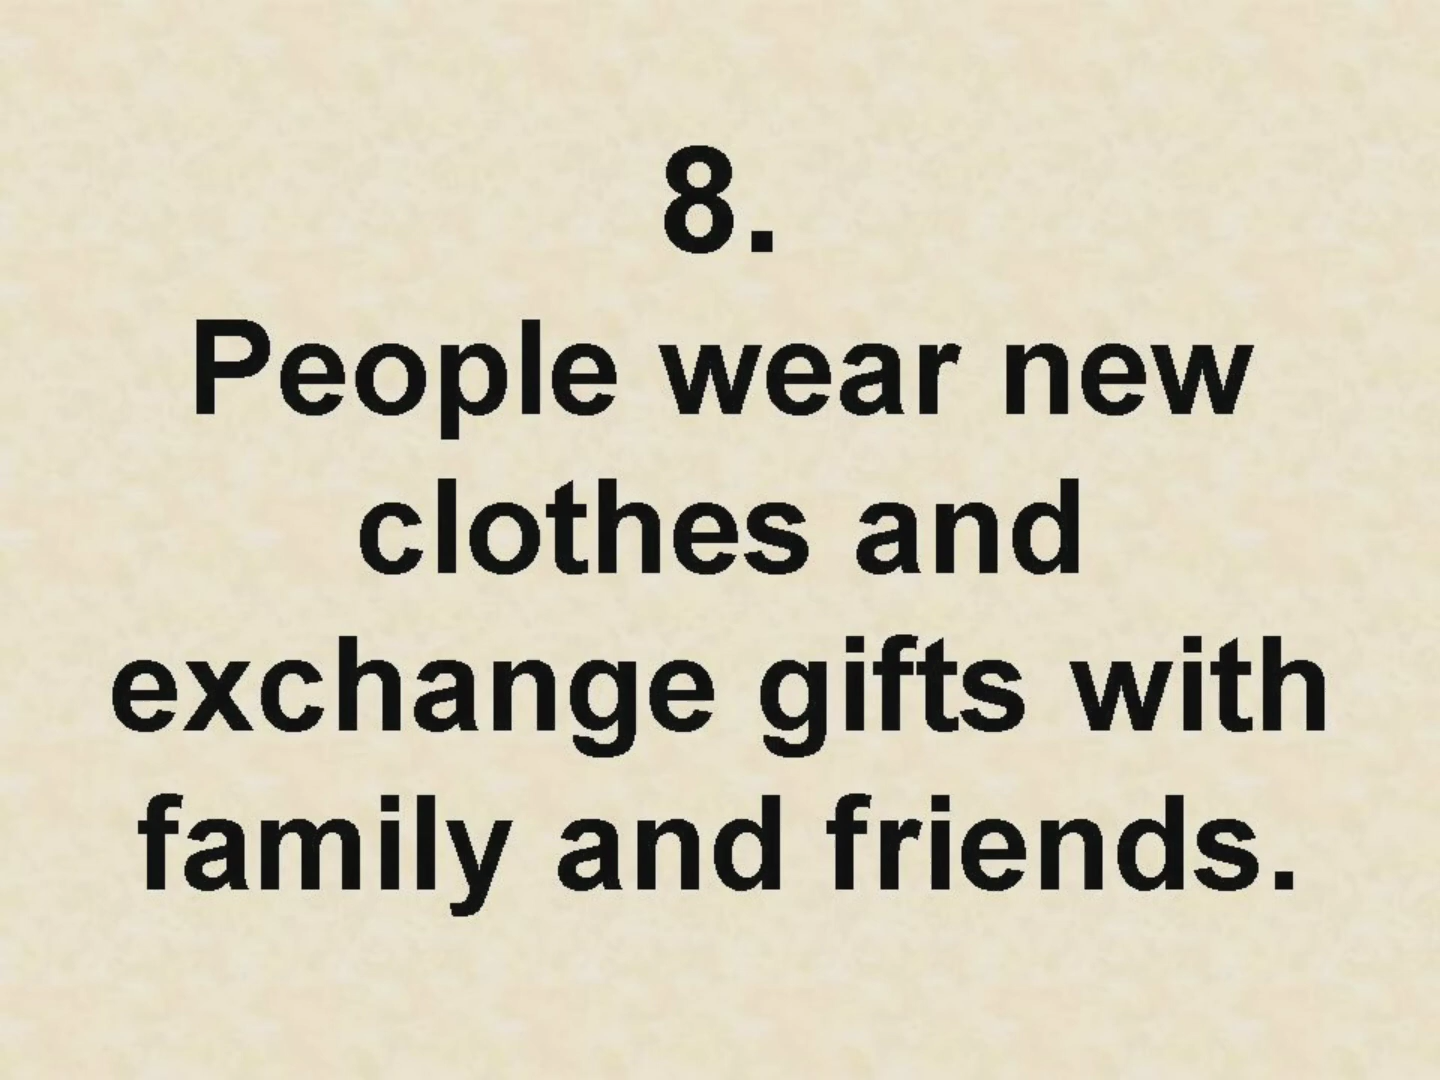 8.
People wear new
clothes and
exchange gifts with
family and friends.